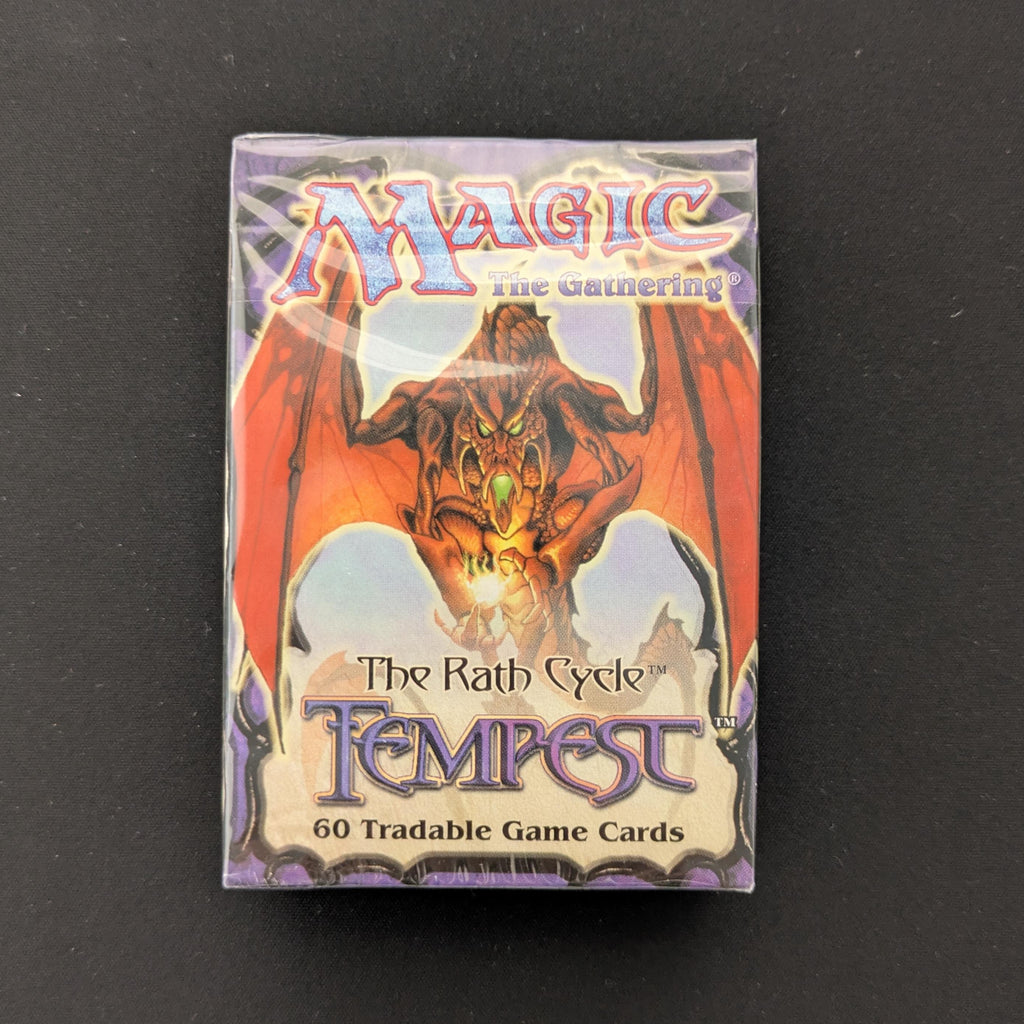 MAGIC
The Gathering®
The Rath Cycle™
TEMPEST™
60 Tradable Game Cards